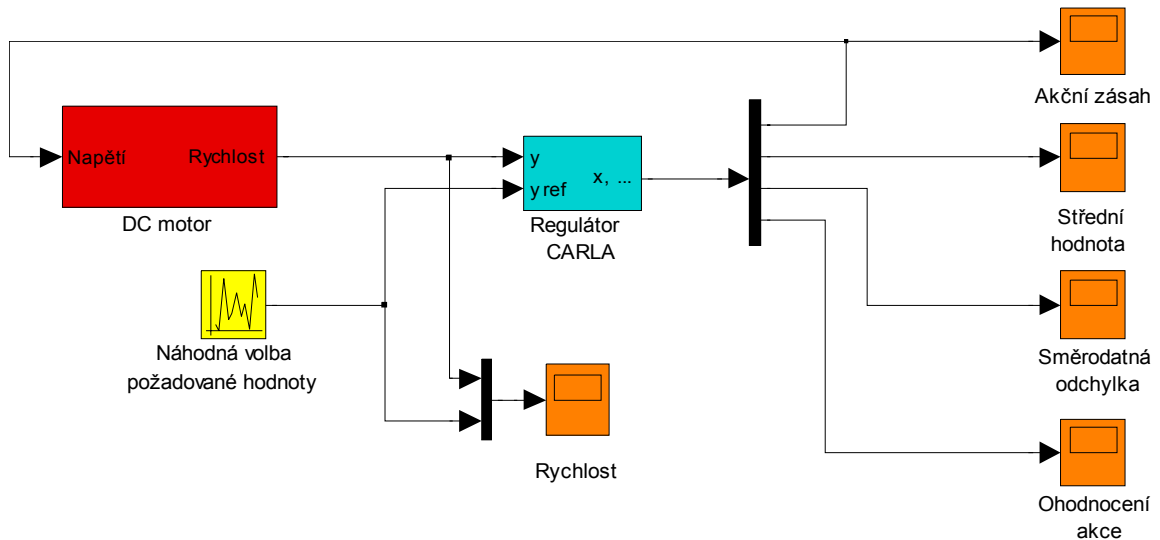 Akční zásah
Napětí
Rychlost
DC motor
y
y ref
x, ...
Regulátor
CARLA
Střední
hodnota
Náhodná volba
požadované hodnoty
Směrodatná
odchylka
Rychlost
Ohodnocení
akce